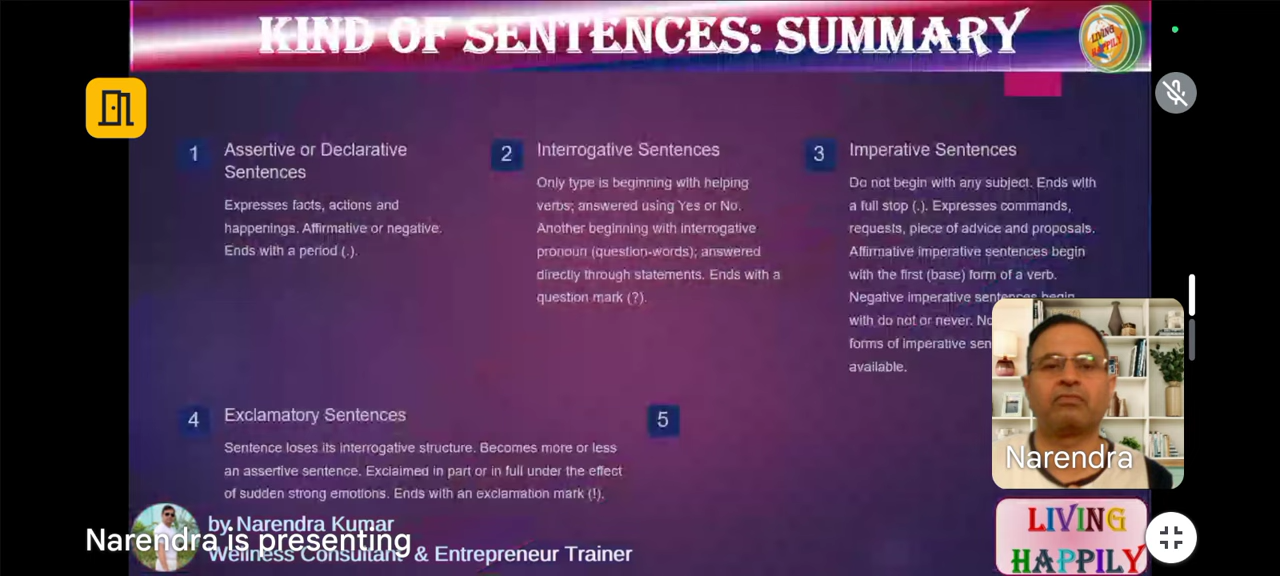 KIND OF SENTENCES: SUMMARY
LIVING
HAPPILY
1
Assertive or Declarative
Sentences
Expresses facts, actions and
happenings. Affirmative or negative.
Ends with a period (.).
2
Interrogative Sentences
Only type is beginning with helping
verbs; answered using Yes or No.
Another beginning with interrogative
pronoun (question-words); answered
directly through statements. Ends with a
question mark (?).
3
Imperative Sentences
Do not begin with any subject. Ends with
a full stop (.). Expresses commands,
requests, piece of advice and proposals.
Affirmative imperative sentences begin
with the first (base) form of a verb.
Negative imperative sentences begin
with do not or never. No
forms of imperative sen
available.
4
Exclamatory Sentences
Sentence loses its interrogative structure. Becomes more or less
an assertive sentence. Exclaimed in part or in full under the effect
of sudden strong emotions. Ends with an exclamation mark (!).
5
Narendra
by Narendra Kumar
Narendra is presenting
Wellness Consultant & Entrepreneur Trainer
LIVING
HAPPILY